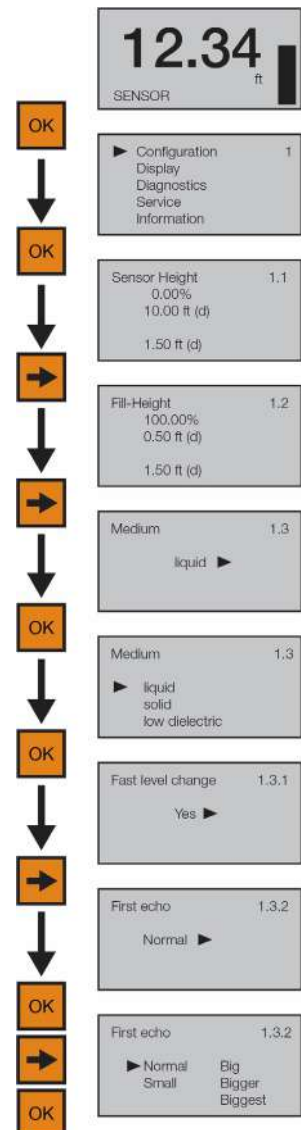 12.34
ft
SENSOR
OK
Configuration 1
Display
Diagnostics
Service
Information
OK
Sensor Height 1.1
0.00%
10.00 ft (d)
1.50 ft (d)
Fill-Height 1.2
100.00%
0.50 ft (d)
1.50 ft (d)
Medium 1.3
liquid
OK
Medium 1.3
liquid
solid
low dielectric
OK
Fast level change 1.3.1
Yes
First echo 1.3.2
Normal
OK
First echo 1.3.2
Normal Big
Small Bigger
Biggest
OK